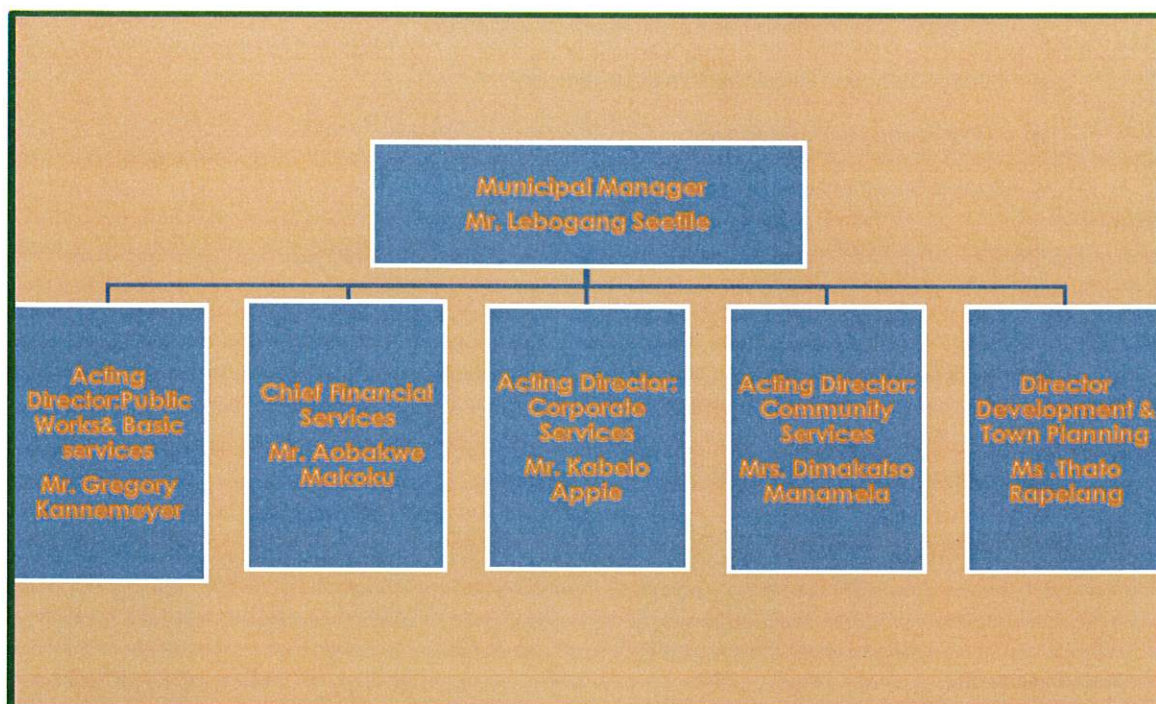 Municipal Manager
Mr. Lebogang Seetile
Acting
Director:Public
Works& Basic
services
Mr. Gregory
Kannemeyer
Chief Financial
Services
Mr. Aobakwe
Makoku
Acting Director:
Corporate
Services
Mr. Kabelo
Appie
Acting Director:
Community
Services
Mrs. Dimakatso
Manamela
Director
Development &
Town Planning
Ms .Thato
Rapelang